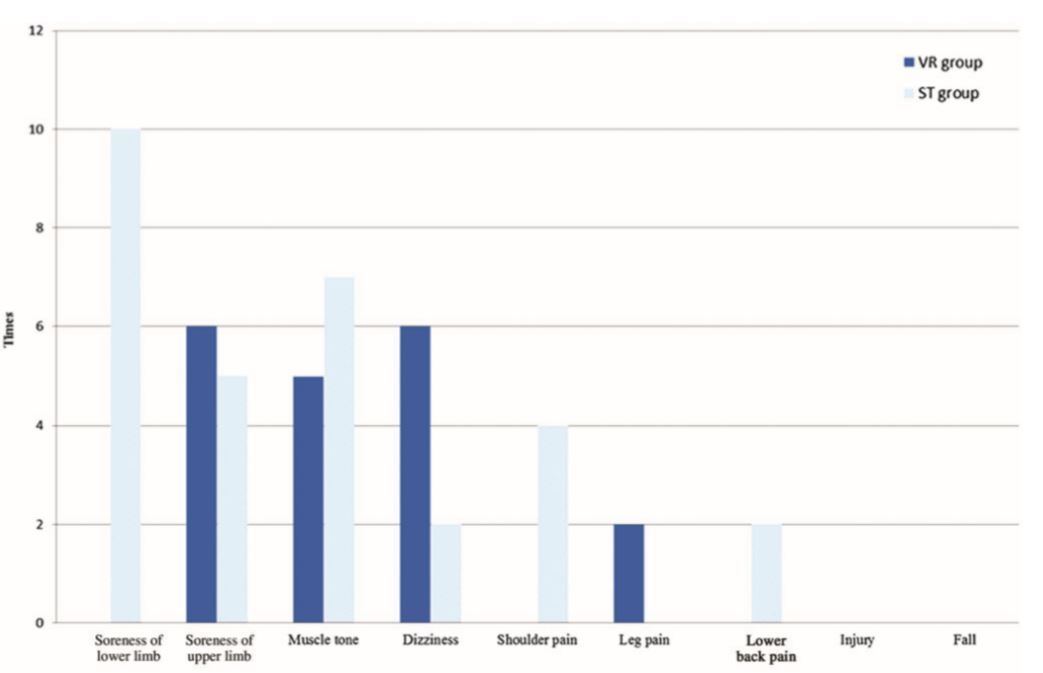 12
VR group
ST group
10
8
6
4
2
0
Times
Soreness of
lower limb
Soreness of
upper limb
Muscle tone
Dizziness
Shoulder pain
Leg pain
Lower
back pain
Injury
Fall